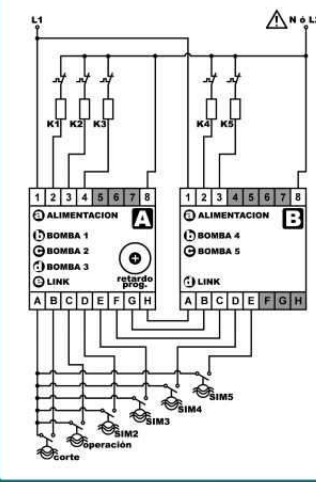 L1
N ó L2
K1 K2 K3 K4 K5
1 2 3 4 5 6 7 8
1 2 3 4 5 6 7 8
a ALIMENTACION A
b BOMBA 1
c BOMBA 2
d BOMBA 3
e LINK
retardo
prog.
a ALIMENTACION B
b BOMBA 4
c BOMBA 5
d LINK
A B C D E F G H
A B C D E F G H
SIM5
SIM4
SIM3
SIM2
operación
corte